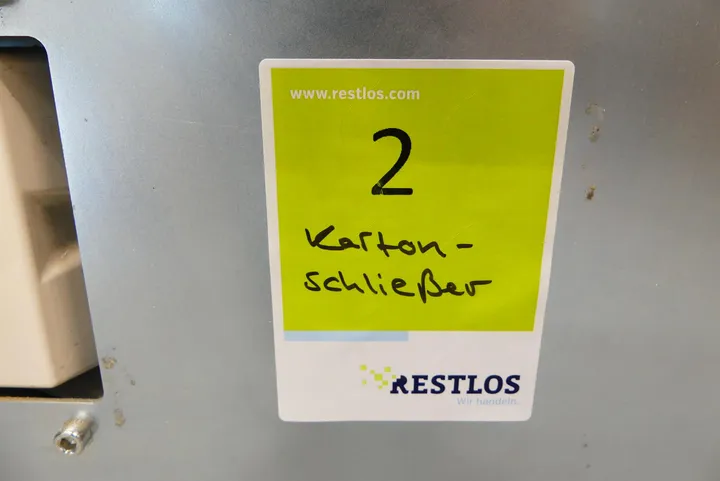 www.restlos.com
2
Karton-
schließer
RESTLOS
Wir handeln.